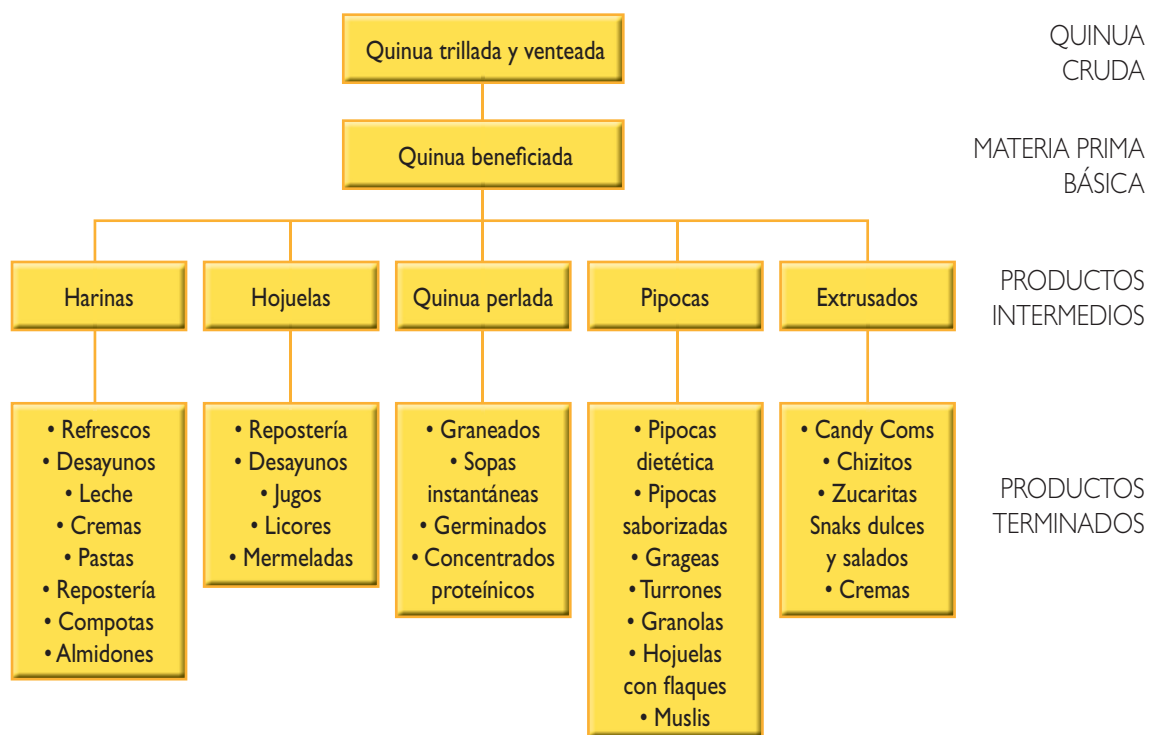 Quinua trillada y venteada
QUINUA
CRUDA
Quinua beneficiada
MATERIA PRIMA
BÁSICA
Harinas
Hojuelas
Quinua perlada
Pipocas
Extrusados
PRODUCTOS
INTERMEDIOS
• Refrescos
• Desayunos
• Leche
• Cremas
• Pastas
• Repostería
• Compotas
• Almidones
• Repostería
• Desayunos
• Jugos
• Licores
• Mermeladas
• Graneados
• Sopas
instantáneas
• Germinados
• Concentrados
proteínicos
• Pipocas
dietética
• Pipocas
saborizadas
• Grageas
• Turrones
• Granolas
• Hojuelas
con flaques
• Muslis
• Candy Coms
• Chizitos
• Zucaritas
Snaks dulces
y salados
• Cremas
PRODUCTOS
TERMINADOS